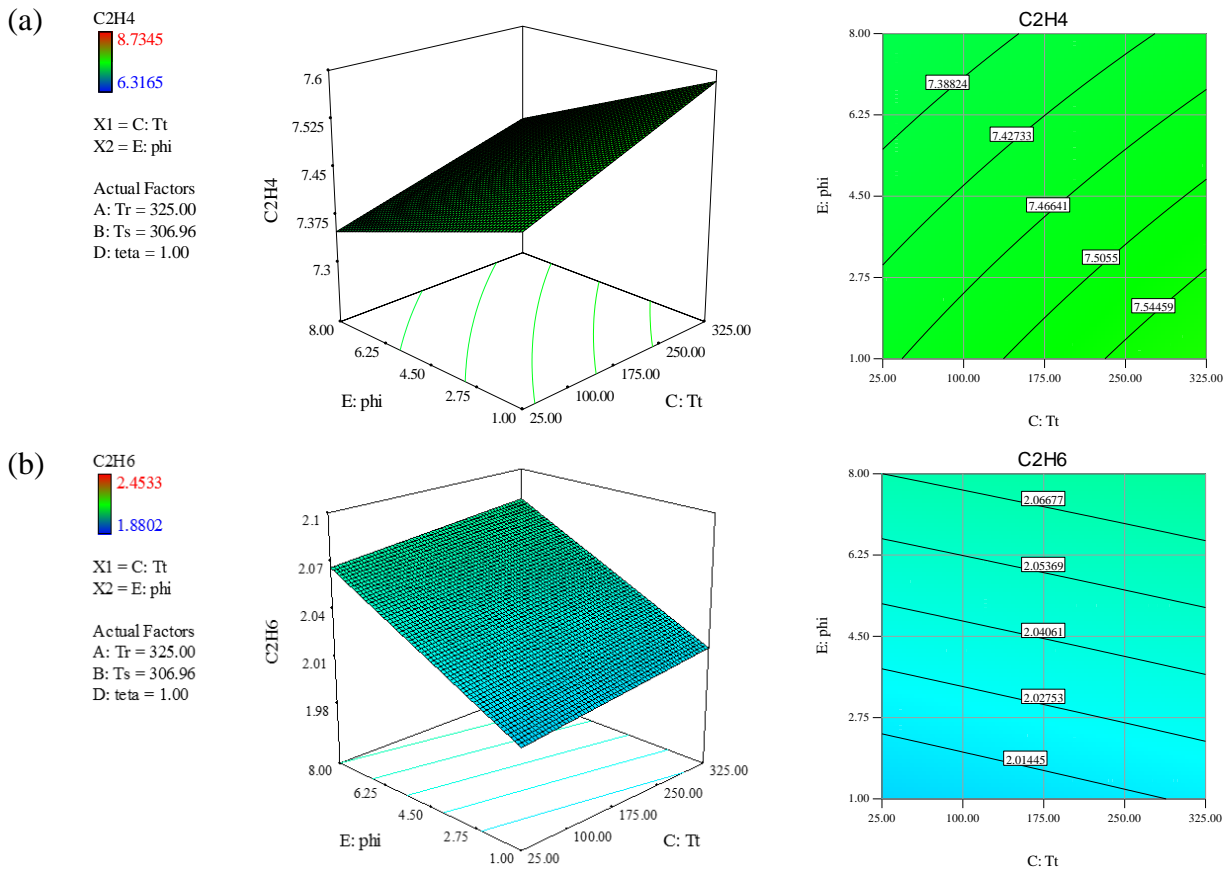 (a)
C2H4
8.7345
6.3165
X1 = C: Tt
X2 = E: phi
Actual Factors
A: Tr = 325.00
B: Ts = 306.96
D: teta = 1.00
7.6
7.525
7.45
7.375
7.3
C2H4
8.00
6.25
4.50
2.75
1.00
E: phi
25.00
100.00
175.00
250.00
325.00
C: Tt
C2H4
8.00
6.25
4.50
2.75
1.00
E: phi
7.38824
7.42733
7.46641
7.5055
7.54459
25.00 100.00 175.00 250.00 325.00
C: Tt
(b)
C2H6
2.4533
1.8802
X1 = C: Tt
X2 = E: phi
Actual Factors
A: Tr = 325.00
B: Ts = 306.96
D: teta = 1.00
2.1
2.07
2.04
2.01
1.98
C2H6
8.00
6.25
4.50
2.75
1.00
E: phi
25.00
100.00
175.00
250.00
325.00
C: Tt
C2H6
8.00
6.25
4.50
2.75
1.00
E: phi
2.06677
2.05369
2.04061
2.02753
2.01445
25.00 100.00 175.00 250.00 325.00
C: Tt